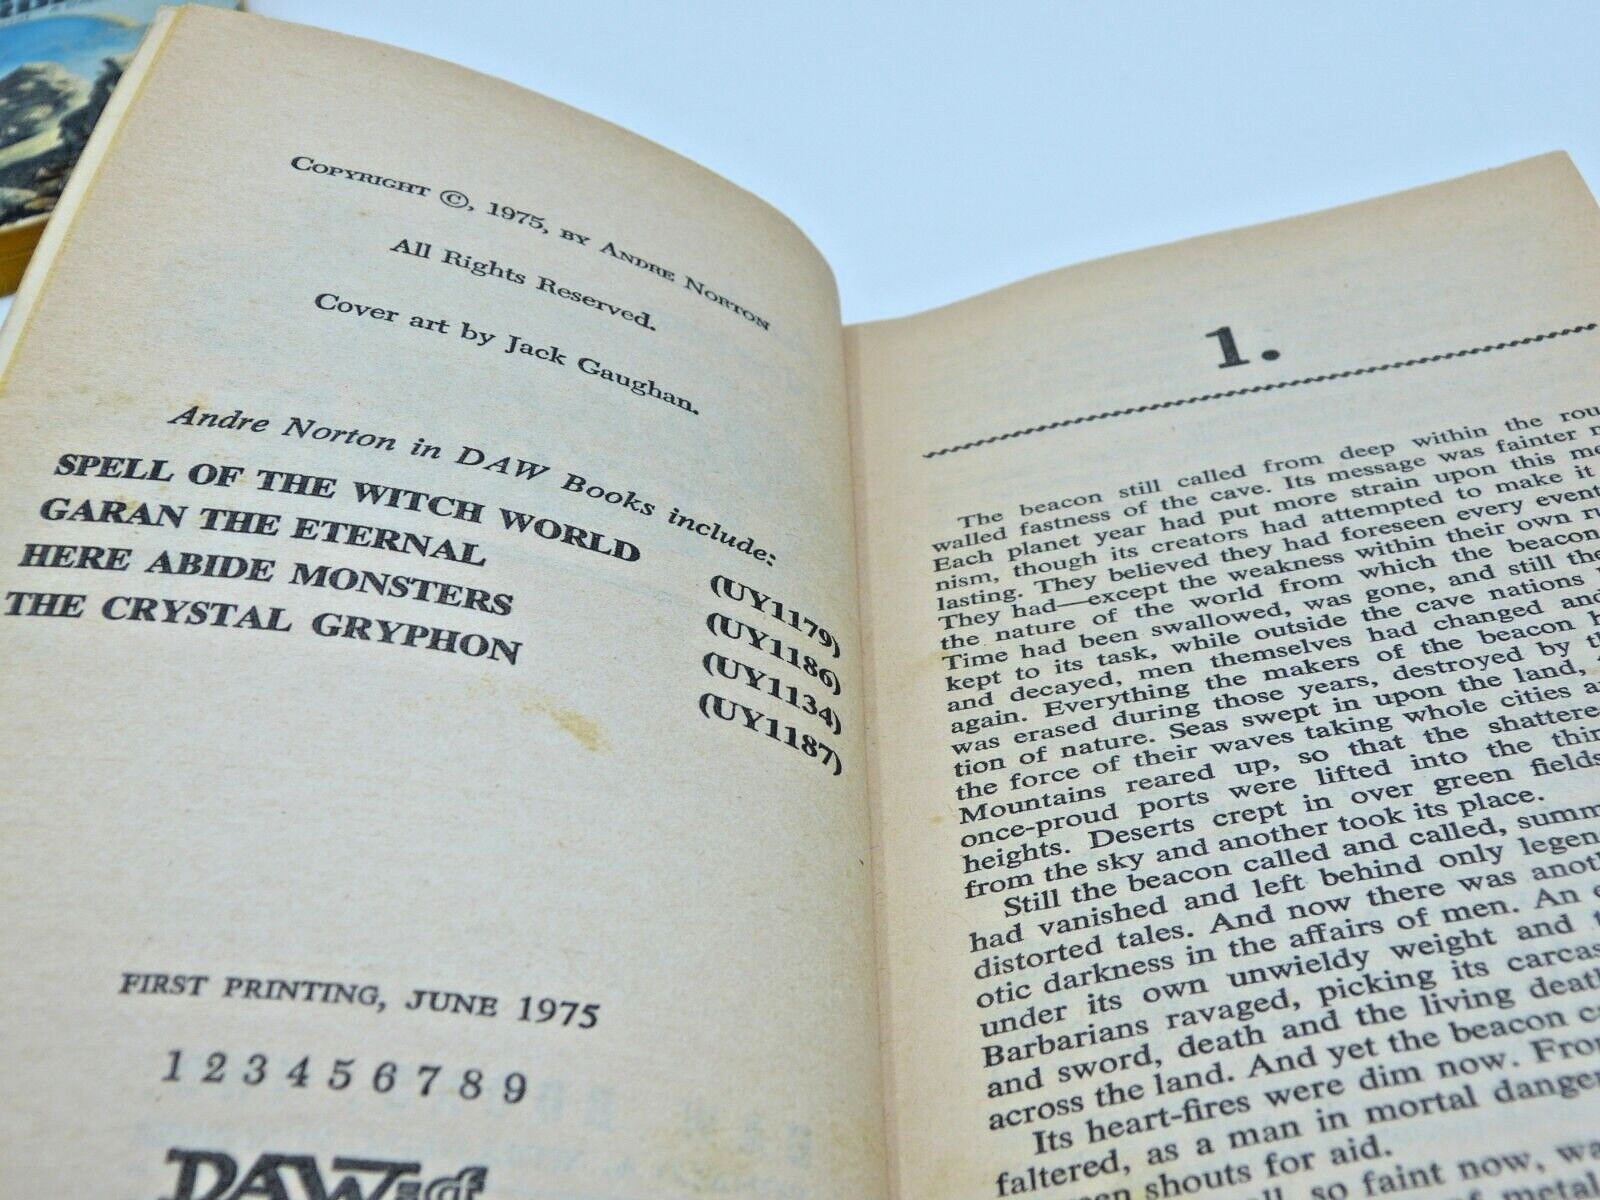 COPYRIGHT ©, 1975, BY ANDRE NORTON
All Rights Reserved.
Cover art by Jack Gaughan.
Andre Norton in DAW Books include:
SPELL OF THE WITCH WORLD (UY1179)
GARAN THE ETERNAL (UY1186)
HERE ABIDE MONSTERS (UY1134)
THE CRYSTAL GRYPHON (UY1187)
FIRST PRINTING, JUNE 1975
1 2 3 4 5 6 7 8 9
DAW sf
1.
The beacon still called from deep within the
walled fastness of the cave. Its message was fainter
Each planet year had put more strain upon this
nism, though its creators had attempted to make it
lasting. They believed they had foreseen every
They had—except the weakness within their own
the nature of the world from which the beacon
Time had been swallowed, was gone, and still
kept to its task, while outside the cave nations
and decayed, men themselves had changed and
again. Everything the makers of the beacon
was erased during those years, destroyed by
tion of nature. Seas swept in upon the land,
the force of their waves taking whole cities
Mountains reared up, so that the
once-proud ports were lifted into the
heights. Deserts crept in over green fields
from the sky and another took its place.
Still the beacon called and called,
had vanished and left behind only
distorted tales. And now there was
otic darkness in the affairs of men. An
under its own unwieldy weight and
Barbarians ravaged, picking its
and sword, death and the living
across the land. And yet the beacon
Its heart-fires were dim now.
faltered, as a man in mortal
shouts for aid.
so faint now,